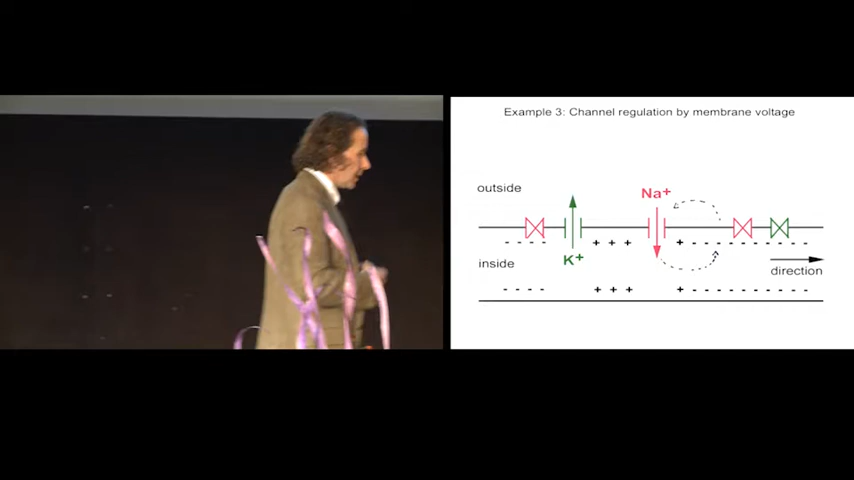 Example 3: Channel regulation by membrane voltage
outside
Na+
K+
inside
direction